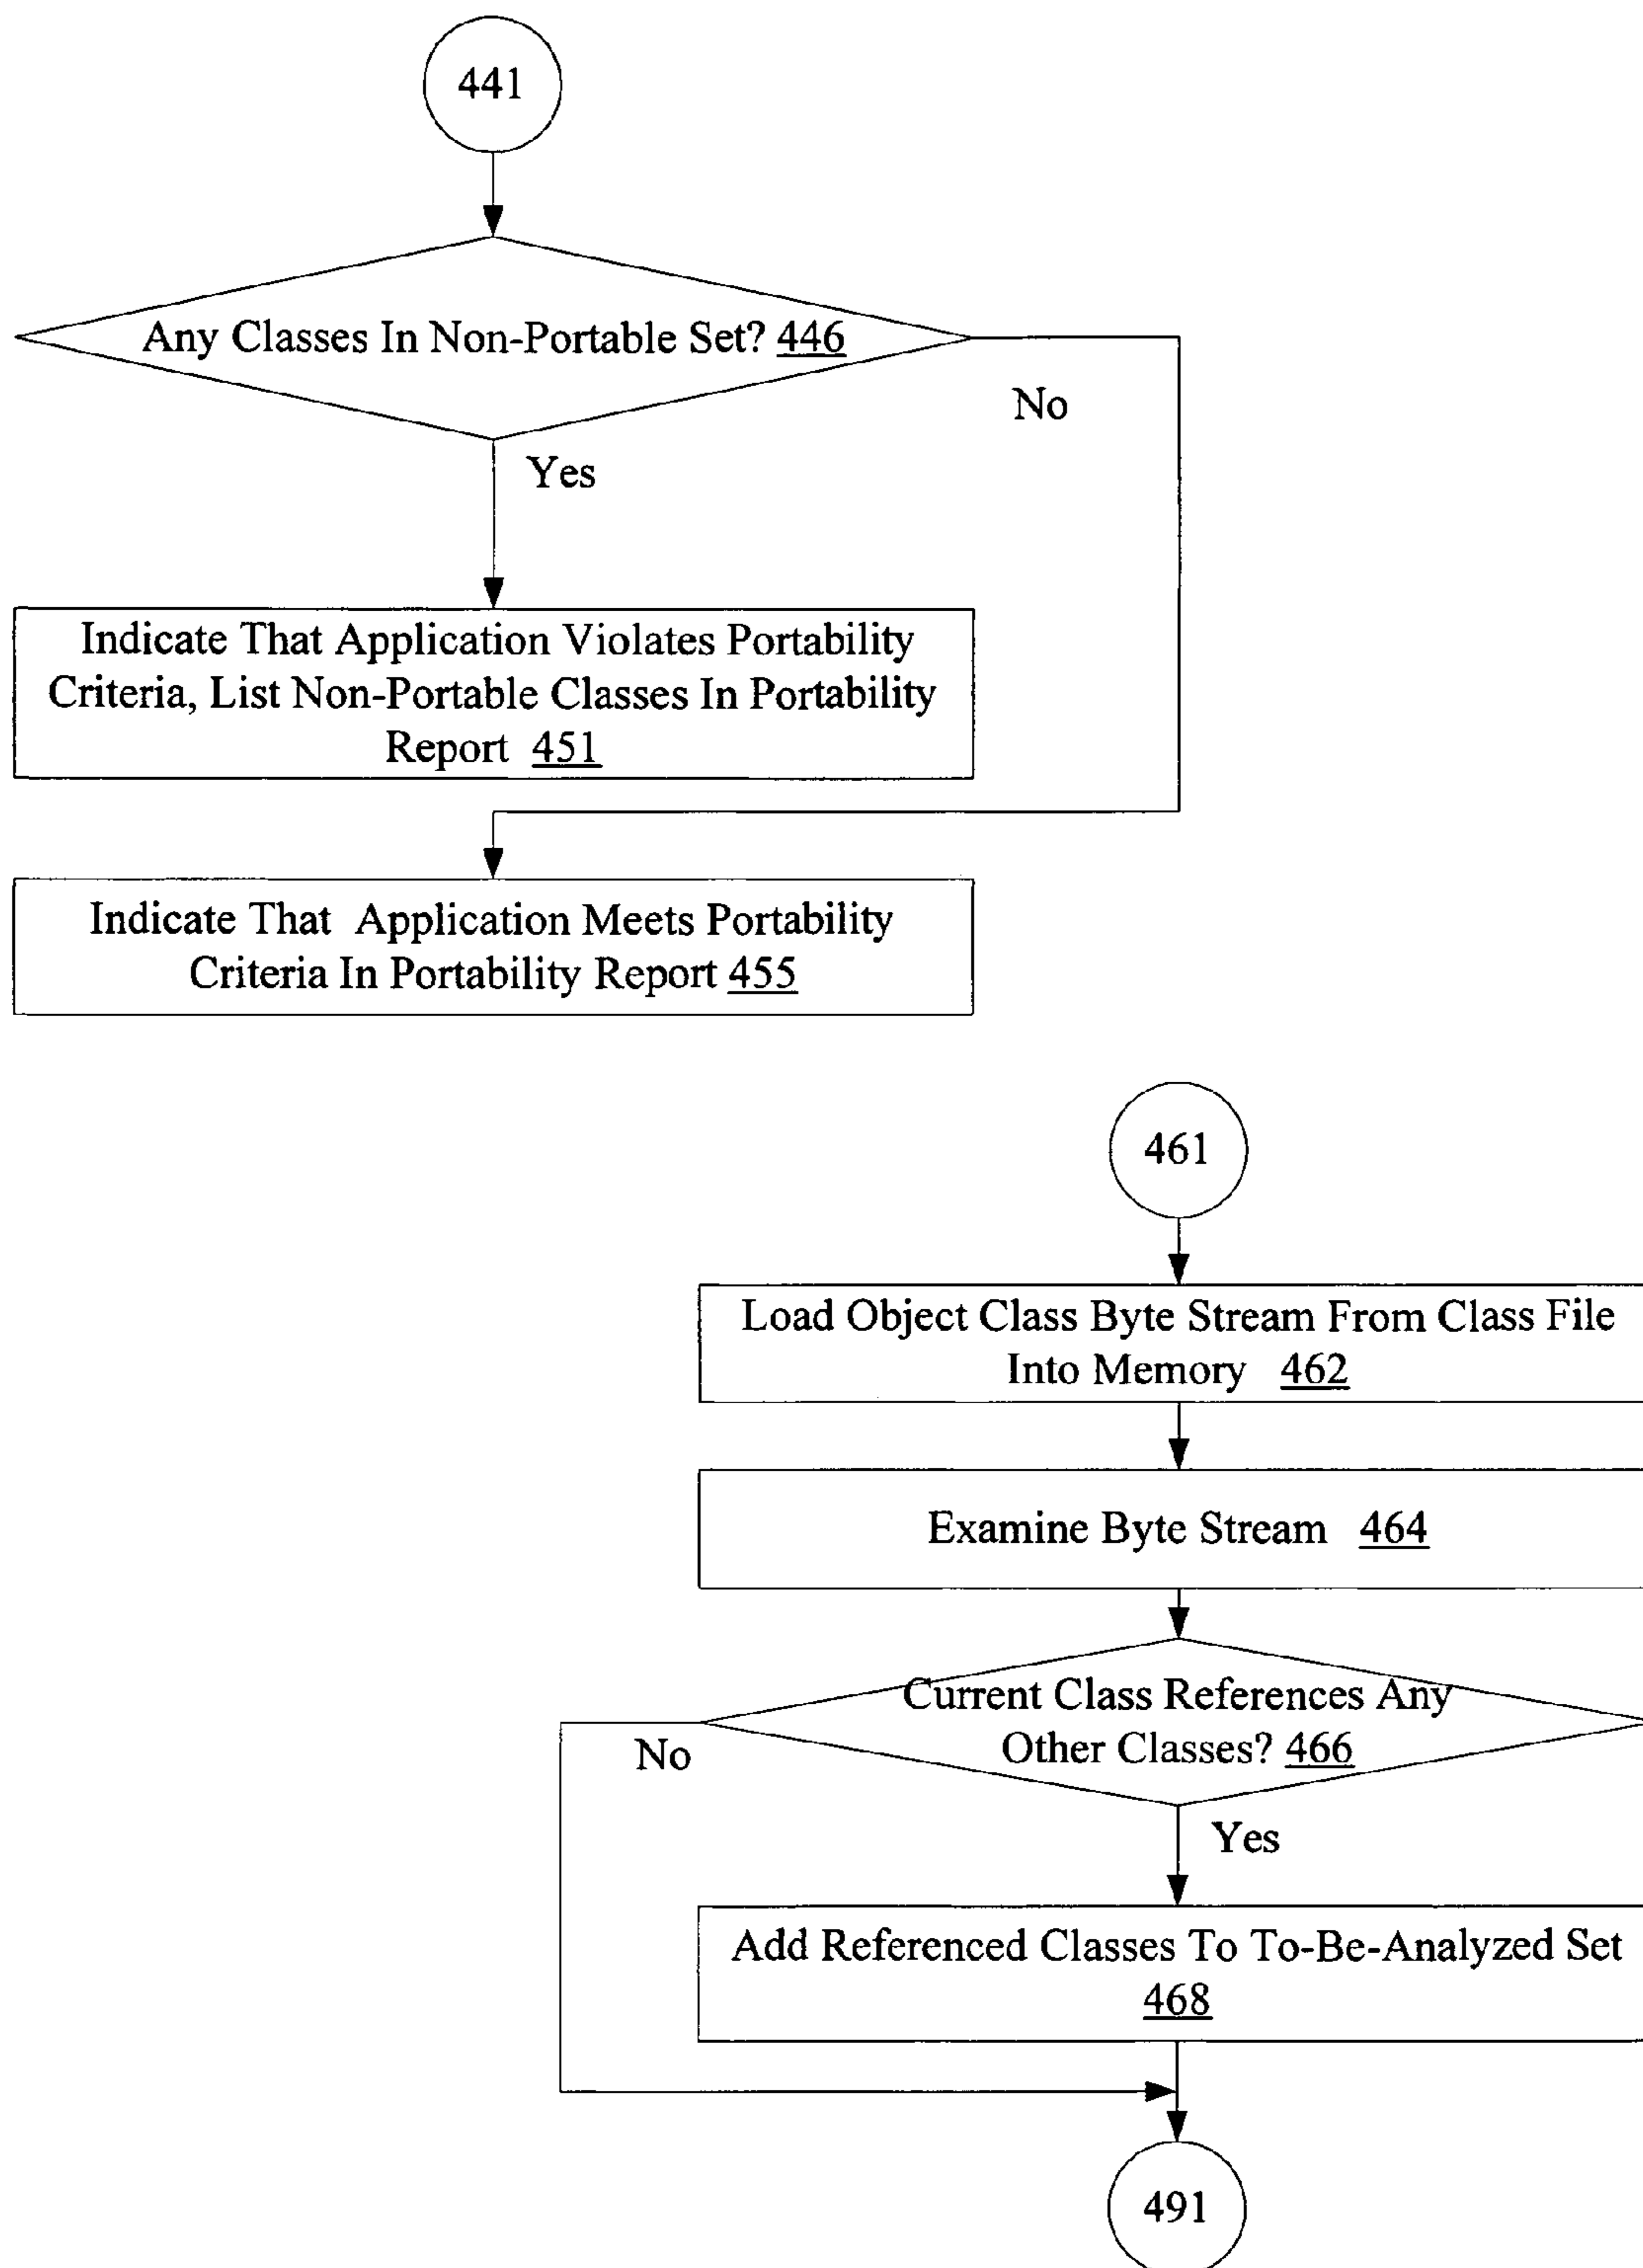 441
Any Classes In Non-Portable Set? 446
No
Yes
Indicate That Application Violates Portability
Criteria, List Non-Portable Classes In Portability
Report 451
Indicate That Application Meets Portability
Criteria In Portability Report 455
461
Load Object Class Byte Stream From Class File
Into Memory 462
Examine Byte Stream 464
Current Class References Any
Other Classes? 466
No
Yes
Add Referenced Classes To To-Be-Analyzed Set
468
491